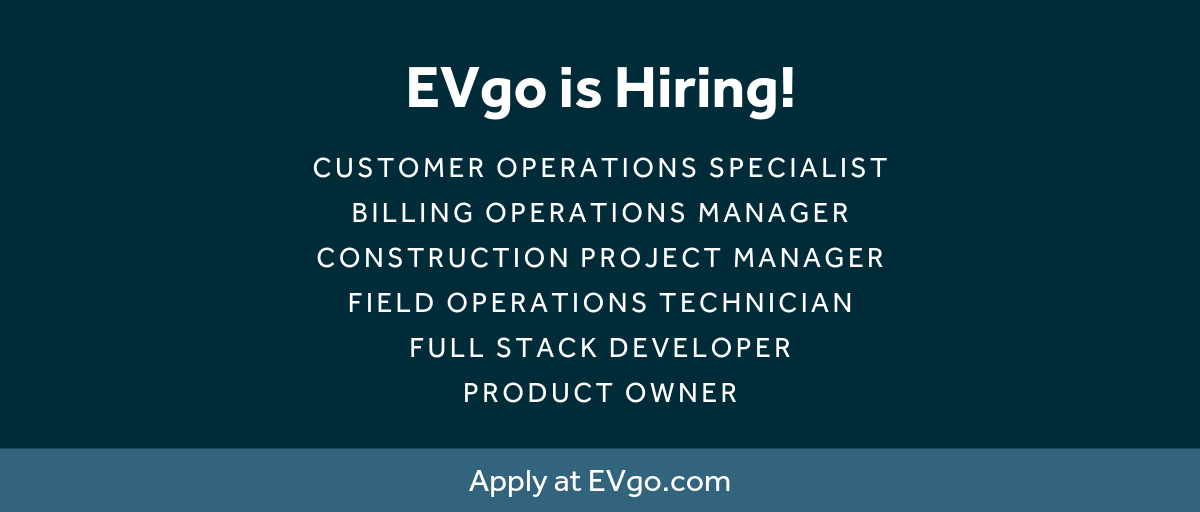 EVgo is Hiring!
CUSTOMER OPERATIONS SPECIALIST
BILLING OPERATIONS MANAGER
CONSTRUCTION PROJECT MANAGER
FIELD OPERATIONS TECHNICIAN
FULL STACK DEVELOPER
PRODUCT OWNER
Apply at EVgo.com